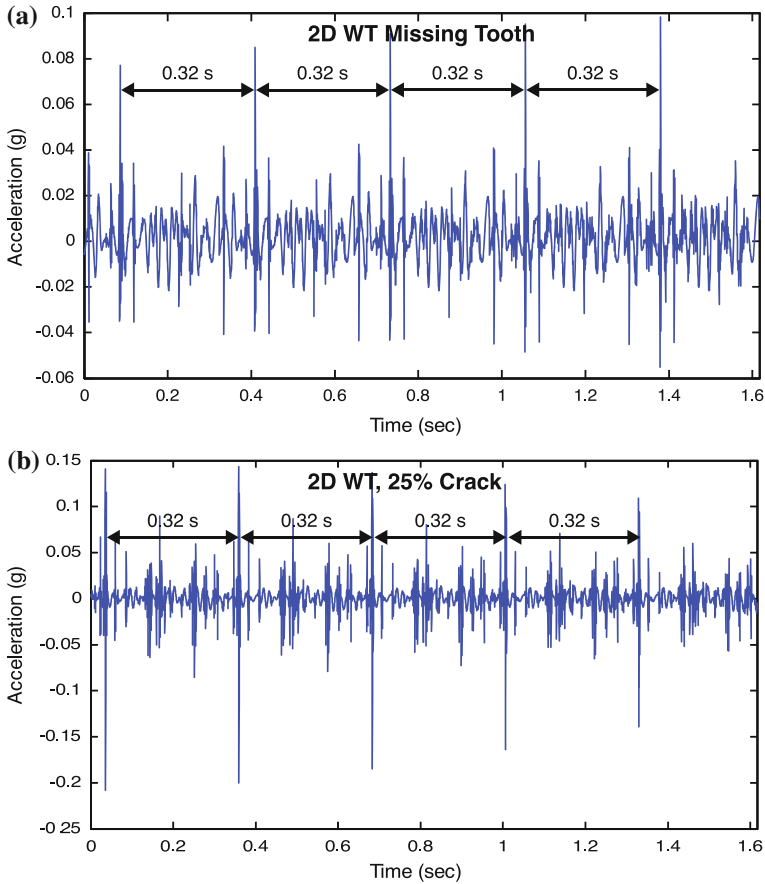 (a)
2D WT Missing Tooth
0.1
0.08
0.06
0.04
0.02
0
-0.02
-0.04
-0.06
0.32 s 0.32 s 0.32 s 0.32 s
Acceleration (g)
0 0.2 0.4 0.6 0.8 1 1.2 1.4 1.6
Time (sec)
(b)
2D WT, 25% Crack
0.15
0.1
0.05
0
-0.05
-0.1
-0.15
-0.2
-0.25
0.32 s 0.32 s 0.32 s 0.32 s
Acceleration (g)
0 0.2 0.4 0.6 0.8 1 1.2 1.4 1.6
Time (sec)